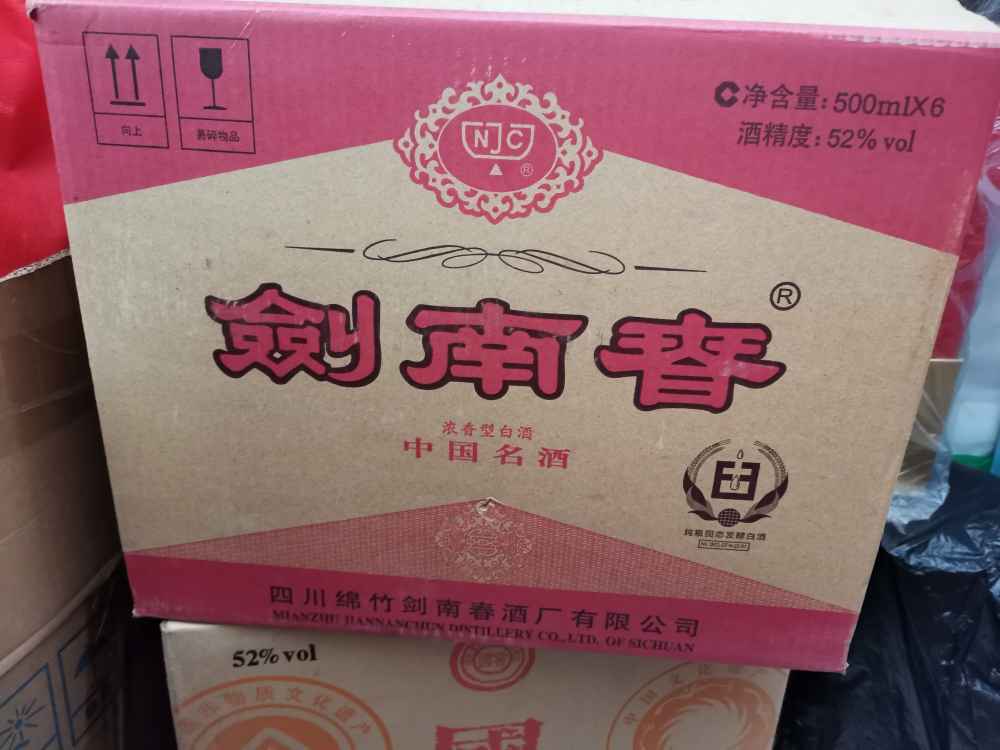 向上
易碎物品
NJC
®
净含量:500mlX6
酒精度:52% vol
劍南春®
浓香型白酒
中国名酒
纯粮固态发酵白酒
四川绵竹剑南春酒厂有限公司
MIANZHU JIANNANCHUN DISTILLERY CO.,LTD. OF SICHUAN
52% vol